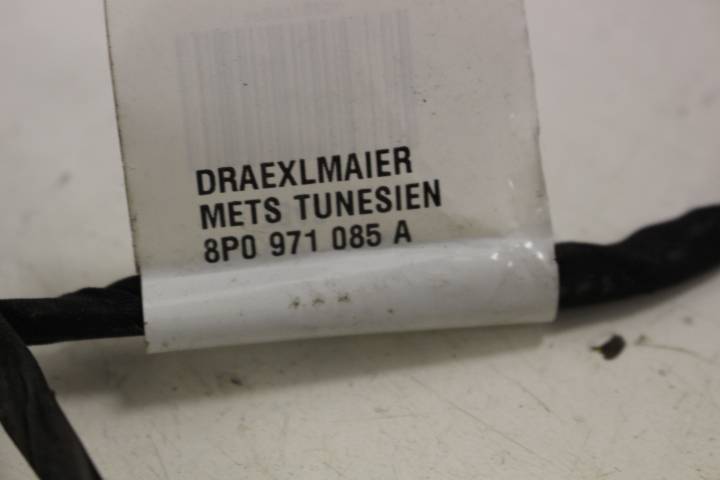 DRAEXLMAIER
METS TUNESIEN
8P0 971 085 A